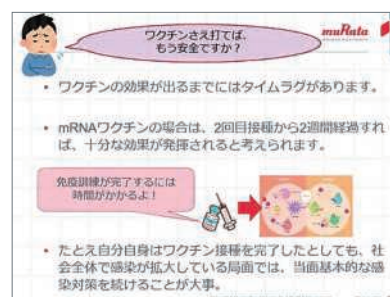 ワクチンさえ打てば、
もう安全ですか？
muRata
• ワクチンの効果が出るまでにはタイムラグがあります。
• mRNAワクチンの場合は、2回目接種から2週間経過すれ
ば、十分な効果が発揮されると考えられます。
免疫訓練が完了するには
時間がかかるよ！
• たとえ自分自身はワクチン接種を完了したとしても、社
会全体で感染が拡大している局面では、当面基本的な感
染対策を続けることが大事。